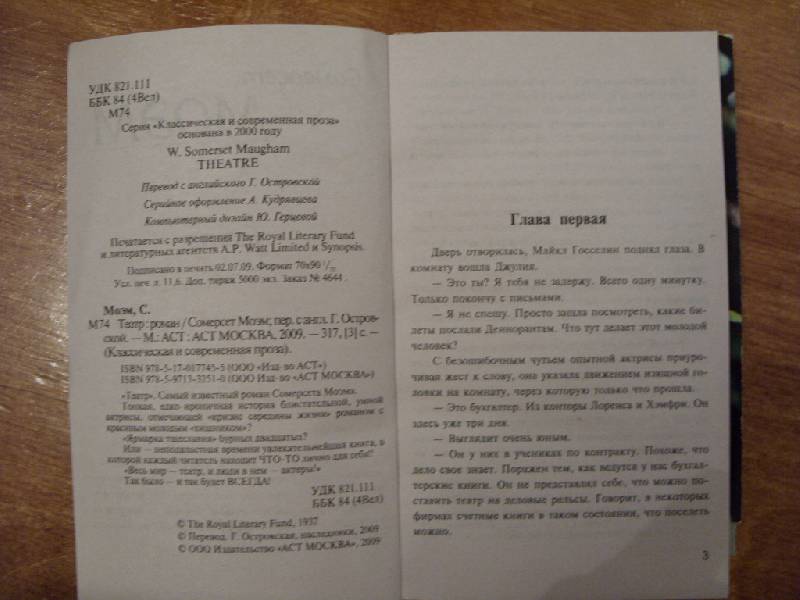 УДК 821.111
ББК 84 (4Вел)
М74
Серия «Классическая и современная проза»
основана в 2000 году
W. Somerset Maugham
THEATRE
Перевод с английского Г. Островской
Серийное оформление А. Кудрявцева
Компьютерный дизайн Ю. Герцевой
Печатается с разрешения The Royal Literary Fund
и литературных агентств A.P. Watt Limited и Synopsis.
Подписано в печать 02.07.09. Формат 70x90 1/32
Усл. печ. л. 11,6. Доп. тираж 5000 экз. Заказ № 4644.
Моэм, С.
М74 Театр : роман / Сомерсет Моэм; пер. с англ. Г. Островской. — М.: АСТ : АСТ МОСКВА, 2009. — 317, [3] с. —
(Классическая и современная проза).
ISBN 978-5-17-017745-5 (ООО «Изд-во АСТ»)
ISBN 978-5-9713-3351-0 (ООО «Изд-во «АСТ МОСКВА»)
«Театр». Самый известный роман Сомерсета Моэма.
Тонкая, едко-ироничная история блистательной, умной
актрисы, отмечающей «кризис середины жизни» романом с
красивым молодым «хищником»?
«Ярмарка тщеславия» бурных двадцатых?
Или — неподвластная времени увлекательнейшая книга, в
которой каждый читатель находит ЧТО-ТО лично для себя?!
«Весь мир — театр, и люди в нем — актеры!»
Так было — и так будет ВСЕГДА!
УДК 821.111
ББК 84 (4Вел)
© The Royal Literary Fund, 1937
© Перевод. Г. Островская, наследники, 2009
© ООО Издательство «АСТ МОСКВА», 2009
Глава первая
Дверь отворилась, Майкл Госселин поднял глаза. В
комнату вошла Джулия.
— Это ты? Я тебя не задержу. Всего одну минутку.
Только покончу с письмами.
— Я не спешу. Просто зашла посмотреть, какие би-
леты послали Деннорантам. Что тут делает этот молодой
человек?
С безошибочным чутьем опытной актрисы приуро-
чивая жест к слову, она указала движением изящной го-
ловки на комнату, через которую только что прошла.
— Это бухгалтер. Из конторы Лоренса и Хэмфри. Он
здесь уже три дня.
— Выглядит очень юным.
— Он у них в учениках по контракту. Похоже, что
дело свое знает. Поражен тем, как ведутся у нас бухгал-
терские книги. Он не представлял себе, что можно по-
ставить театр на деловые рельсы. Говорит, в некоторых
фирмах счетные книги в таком состоянии, что поседеть
можно.
3